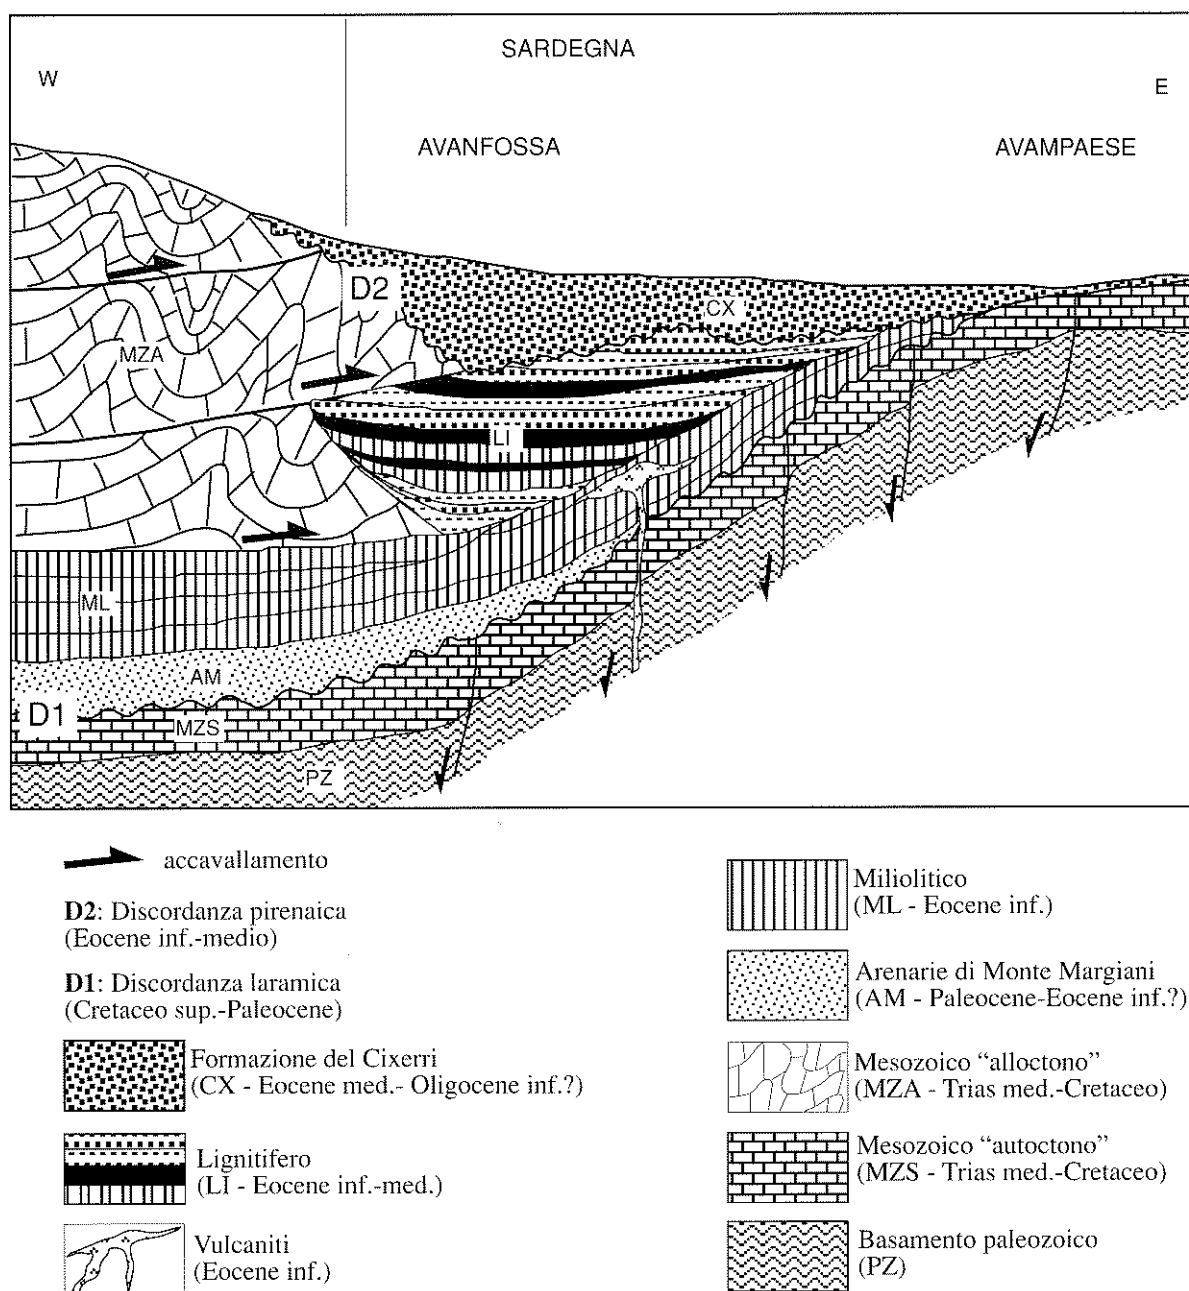 SARDEGNA
W
E
AVANFOSSA
AVAMPAESE
D2
CX
MZA
LI
ML
AM
D1
MZS
PZ
accavallamento
D2: Discordanza pirenaica
(Eocene inf.-medio)
D1: Discordanza laramica
(Cretaceo sup.-Paleocene)
Formazione del Cixerri
(CX - Eocene med.- Oligocene inf.?)
Lignitifero
(LI - Eocene inf.-med.)
Vulcaniti
(Eocene inf.)
Miliolitico
(ML - Eocene inf.)
Arenarie di Monte Margiani
(AM - Paleocene-Eocene inf.?)
Mesozoico “alloctono”
(MZA - Trias med.-Cretaceo)
Mesozoico “autoctono”
(MZS - Trias med.-Cretaceo)
Basamento paleozoico
(PZ)